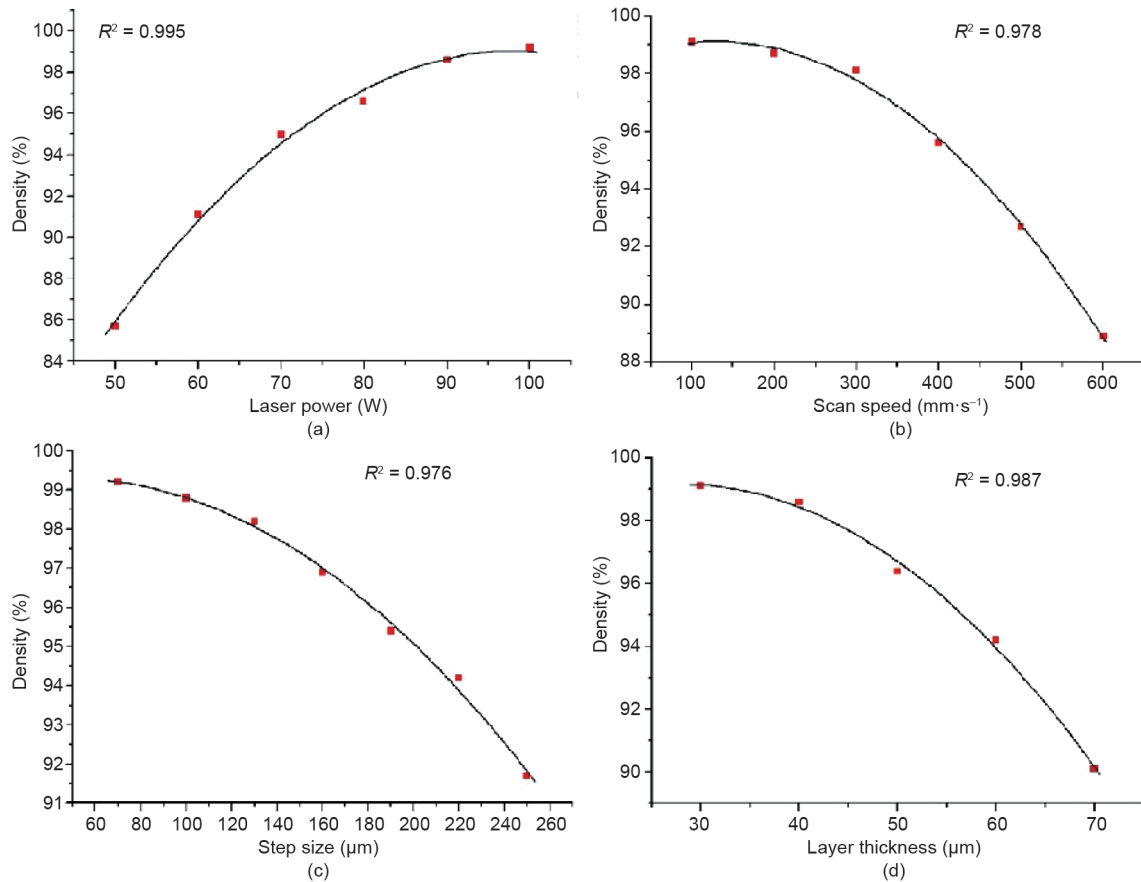 R² = 0.995
100
98
96
94
91
90
88
86
84
Density (%)
50 60 70 80 90 100
Laser power (W)
(a)
R² = 0.978
100
98
96
94
92
90
88
Density (%)
100 200 300 400 500 600
Scan speed (mm·s⁻¹)
(b)
R² = 0.976
100
99
98
97
96
95
94
93
91
91
Density (%)
60 80 100 120 140 160 180 200 220 240 260
Step size (µm)
(c)
R² = 0.987
100
98
96
94
92
90
Density (%)
30 40 50 60 70
Layer thickness (µm)
(d)